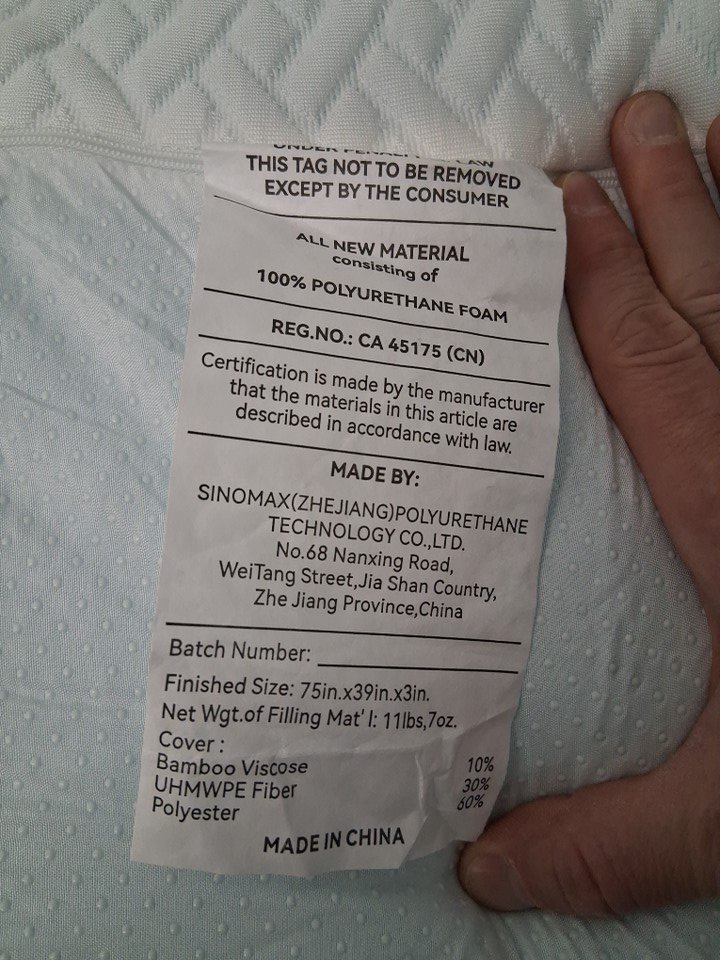 UNDER PENALTY LAW
THIS TAG NOT TO BE REMOVED
EXCEPT BY THE CONSUMER
ALL NEW MATERIAL
consisting of
100% POLYURETHANE FOAM
REG.NO.: CA 45175 (CN)
Certification is made by the manufacturer
that the materials in this article are
described in accordance with law.
MADE BY:
SINOMAX(ZHEJIANG)POLYURETHANE
TECHNOLOGY CO.,LTD.
No.68 Nanxing Road,
WeiTang Street,Jia Shan Country,
Zhe Jiang Province,China
Batch Number:
Finished Size: 75in.x39in.x3in.
Net Wgt.of Filling Mat' l: 11lbs,7oz.
Cover :
Bamboo Viscose 10%
UHMWPE Fiber 30%
Polyester 60%
MADE IN CHINA